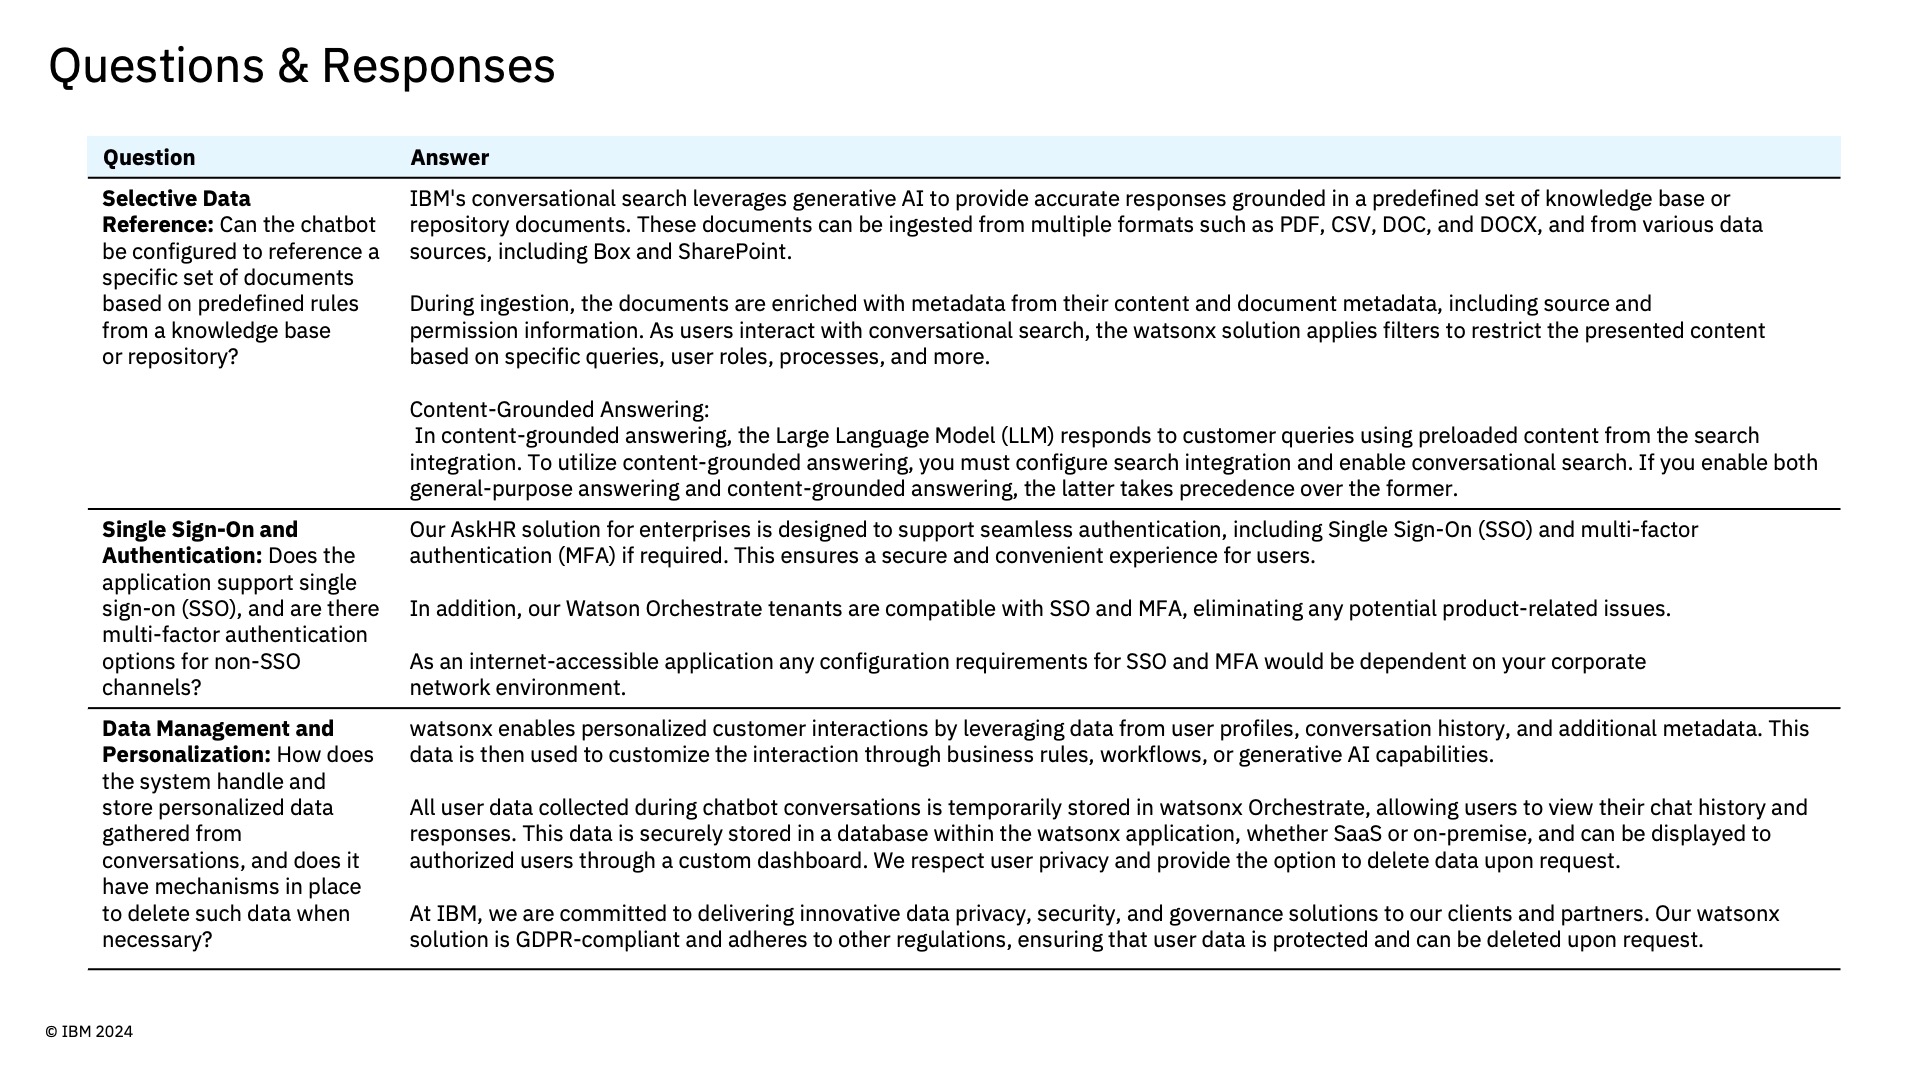 Questions & Responses
Question
Answer
Selective Data
Reference: Can the chatbot
be configured to reference a
specific set of documents
based on predefined rules
from a knowledge base
or repository?
IBM's conversational search leverages generative AI to provide accurate responses grounded in a predefined set of knowledge base or
repository documents. These documents can be ingested from multiple formats such as PDF, CSV, DOC, and DOCX, and from various data
sources, including Box and SharePoint.
During ingestion, the documents are enriched with metadata from their content and document metadata, including source and
permission information. As users interact with conversational search, the watsonx solution applies filters to restrict the presented content
based on specific queries, user roles, processes, and more.
Content-Grounded Answering:
In content-grounded answering, the Large Language Model (LLM) responds to customer queries using preloaded content from the search
integration. To utilize content-grounded answering, you must configure search integration and enable conversational search. If you enable both
general-purpose answering and content-grounded answering, the latter takes precedence over the former.
Single Sign-On and
Authentication: Does the
application support single
sign-on (SSO), and are there
multi-factor authentication
options for non-SSO
channels?
Our AskHR solution for enterprises is designed to support seamless authentication, including Single Sign-On (SSO) and multi-factor
authentication (MFA) if required. This ensures a secure and convenient experience for users.
In addition, our Watson Orchestrate tenants are compatible with SSO and MFA, eliminating any potential product-related issues.
As an internet-accessible application any configuration requirements for SSO and MFA would be dependent on your corporate
network environment.
Data Management and
Personalization: How does
the system handle and
store personalized data
gathered from
conversations, and does it
have mechanisms in place
to delete such data when
necessary?
watsonx enables personalized customer interactions by leveraging data from user profiles, conversation history, and additional metadata. This
data is then used to customize the interaction through business rules, workflows, or generative AI capabilities.
All user data collected during chatbot conversations is temporarily stored in watsonx Orchestrate, allowing users to view their chat history and
responses. This data is securely stored in a database within the watsonx application, whether SaaS or on-premise, and can be displayed to
authorized users through a custom dashboard. We respect user privacy and provide the option to delete data upon request.
At IBM, we are committed to delivering innovative data privacy, security, and governance solutions to our clients and partners. Our watsonx
solution is GDPR-compliant and adheres to other regulations, ensuring that user data is protected and can be deleted upon request.
© IBM 2024